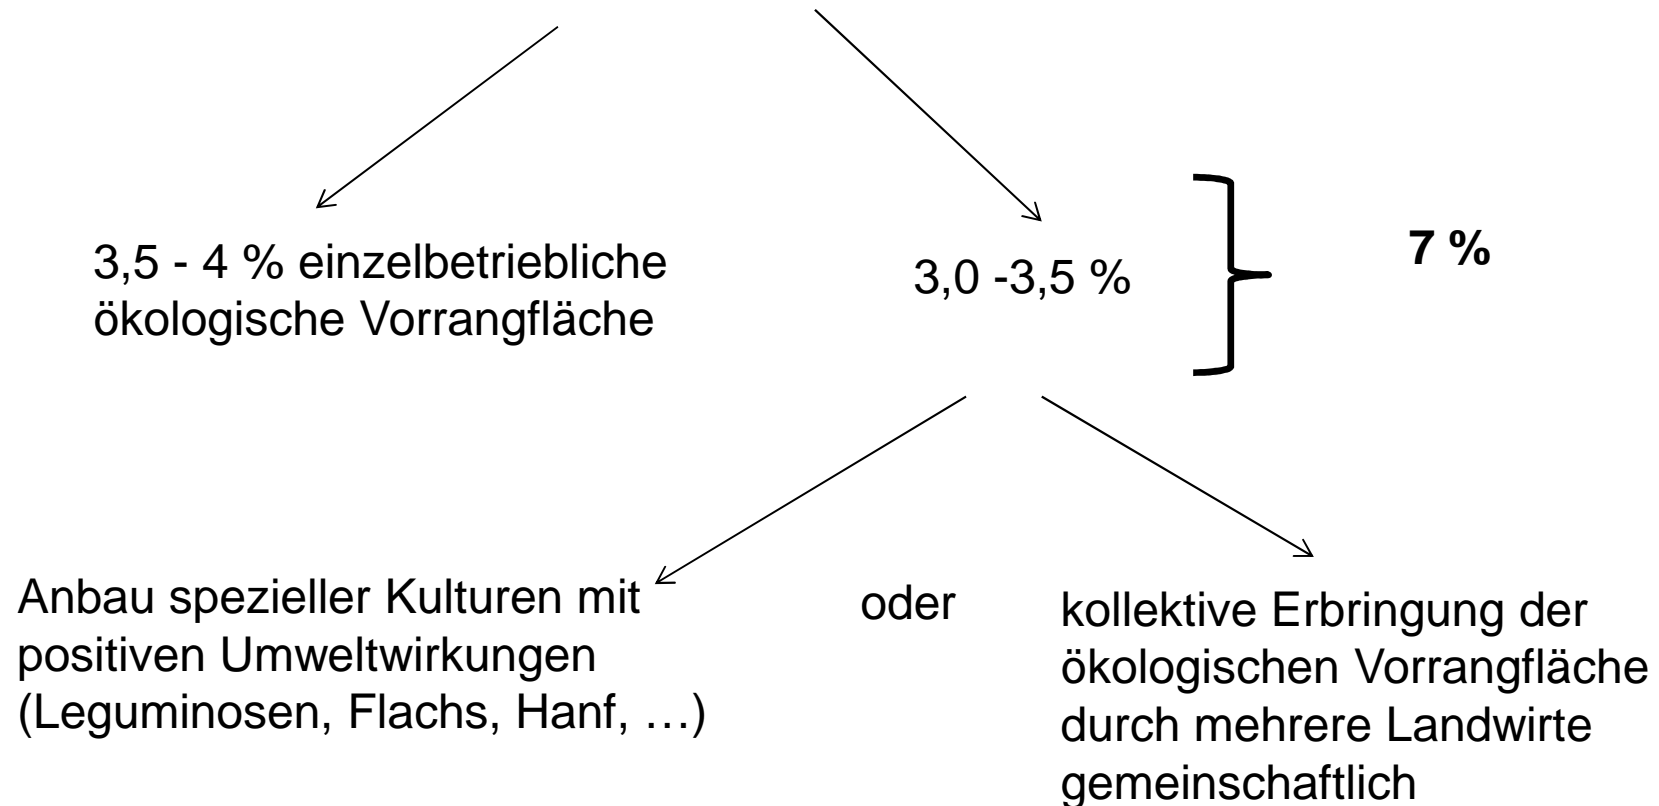 3,5 - 4 % einzelbetriebliche
ökologische Vorrangfläche
3,0 -3,5 %
7 %
Anbau spezieller Kulturen mit
positiven Umweltwirkungen
(Leguminosen, Flachs, Hanf, …)
oder
kollektive Erbringung der
ökologischen Vorrangfläche
durch mehrere Landwirte
gemeinschaftlich